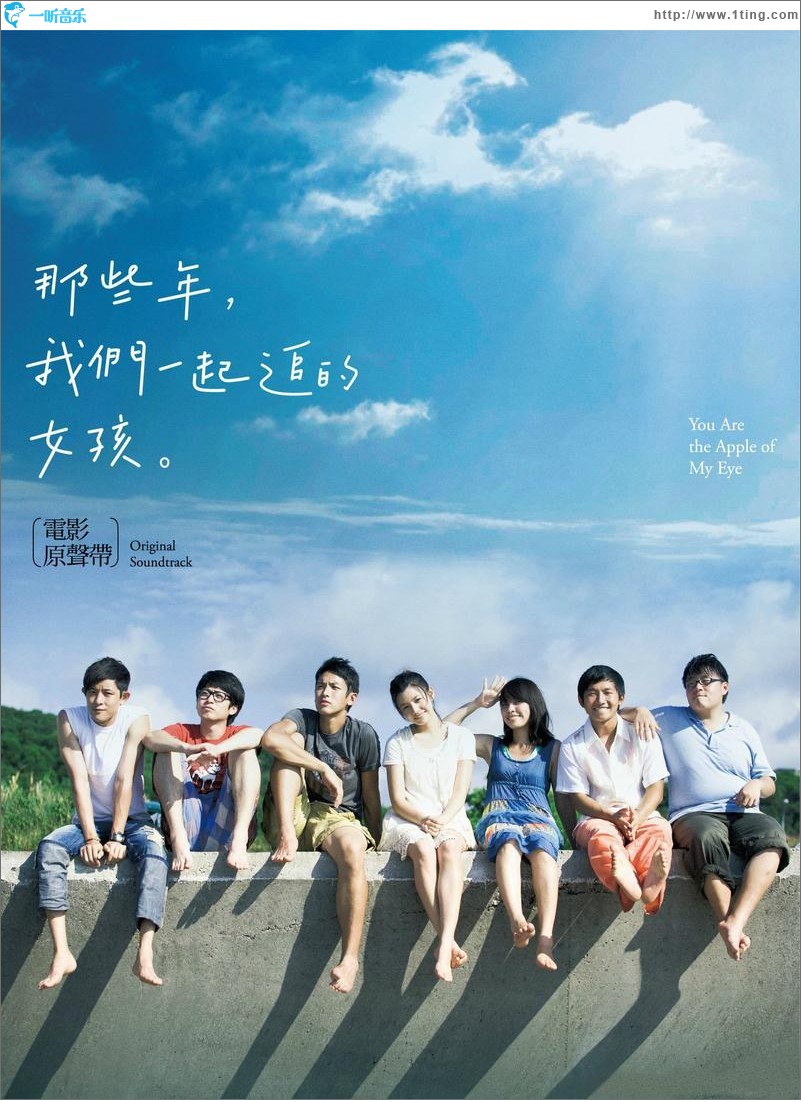 一听音乐
http://www.1ting.com
那些年，
我們一起追的
女孩。
You Are
the Apple of
My Eye
電影
原聲帶
Original
Soundtrack